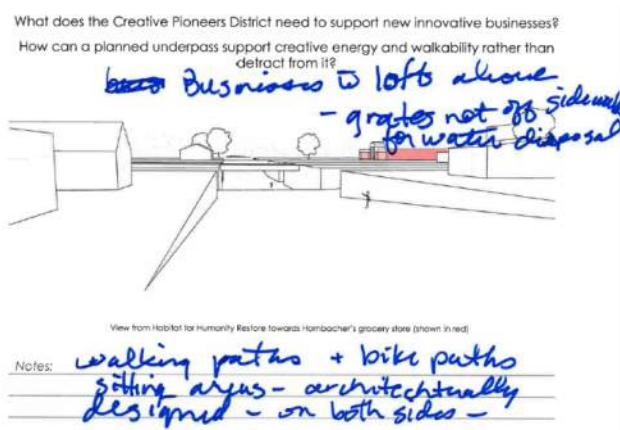 What does the Creative Pioneers District need to support new innovative businesses?
How can a planned underpass support creative energy and walkability rather than
detract from it?
Businesses w lofts above
- grates not off sidewalk
for water disposal
View from Habitat for Humanity Restore towards Hornbacher's grocery store (shown in red)
Notes: walking paths + bike paths
sitting areas - architechturally
designed - on both sides -